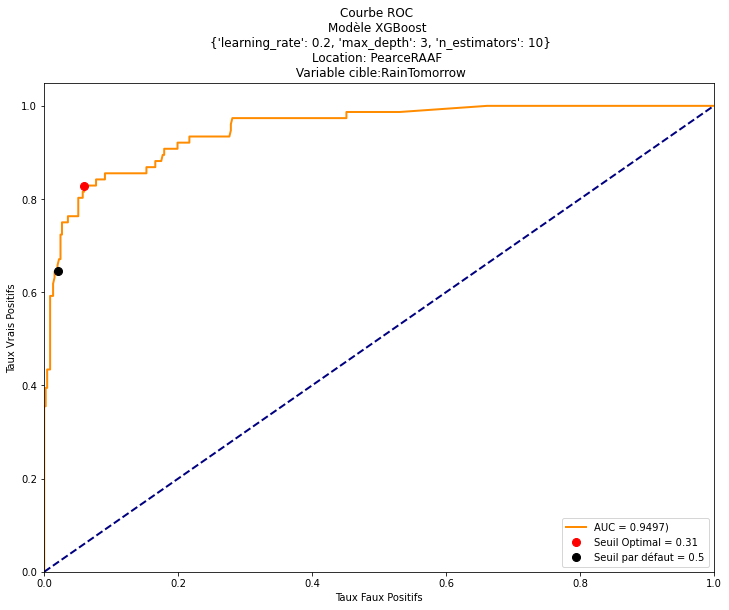 Courbe ROC
Modèle XGBoost
{'learning_rate': 0.2, 'max_depth': 3, 'n_estimators': 10}
Location: PearceRAAF
Variable cible:RainTomorrow
Taux Vrais Positifs
1.0
0.8
0.6
0.4
0.2
0.0
0.0 0.2 0.4 0.6 0.8 1.0
Taux Faux Positifs
AUC = 0.9497)
Seuil Optimal = 0.31
Seuil par défaut = 0.5